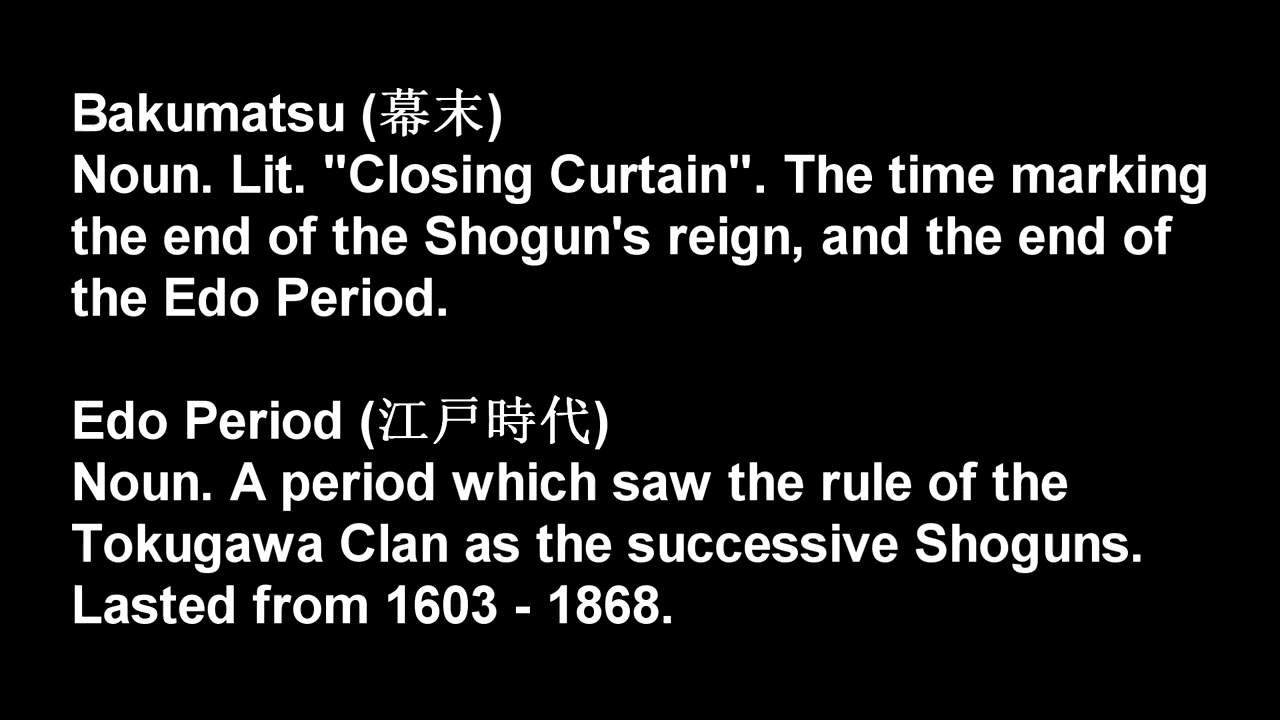 Bakumatsu (幕末)
Noun. Lit. "Closing Curtain". The time marking
the end of the Shogun's reign, and the end of
the Edo Period.
Edo Period (江戸時代)
Noun. A period which saw the rule of the
Tokugawa Clan as the successive Shoguns.
Lasted from 1603 - 1868.